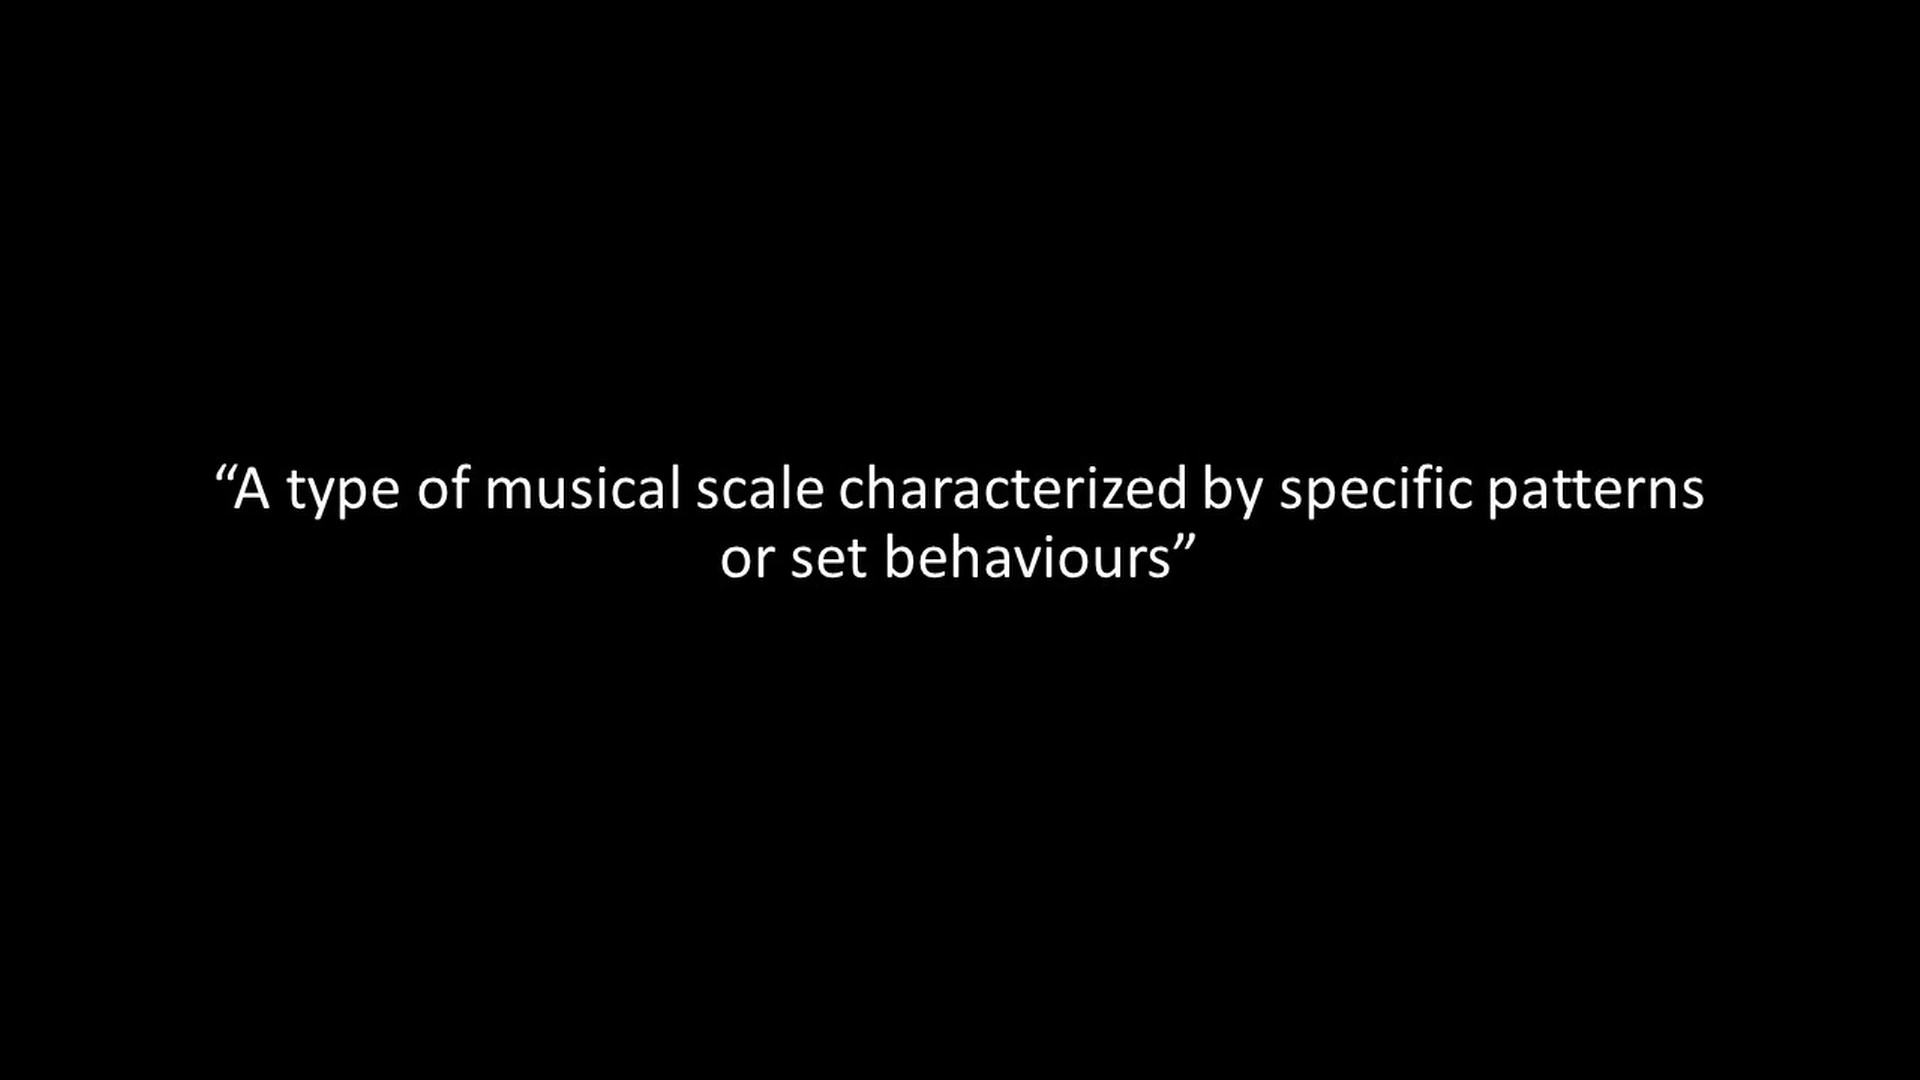 “A type of musical scale characterized by specific patterns
or set behaviours”